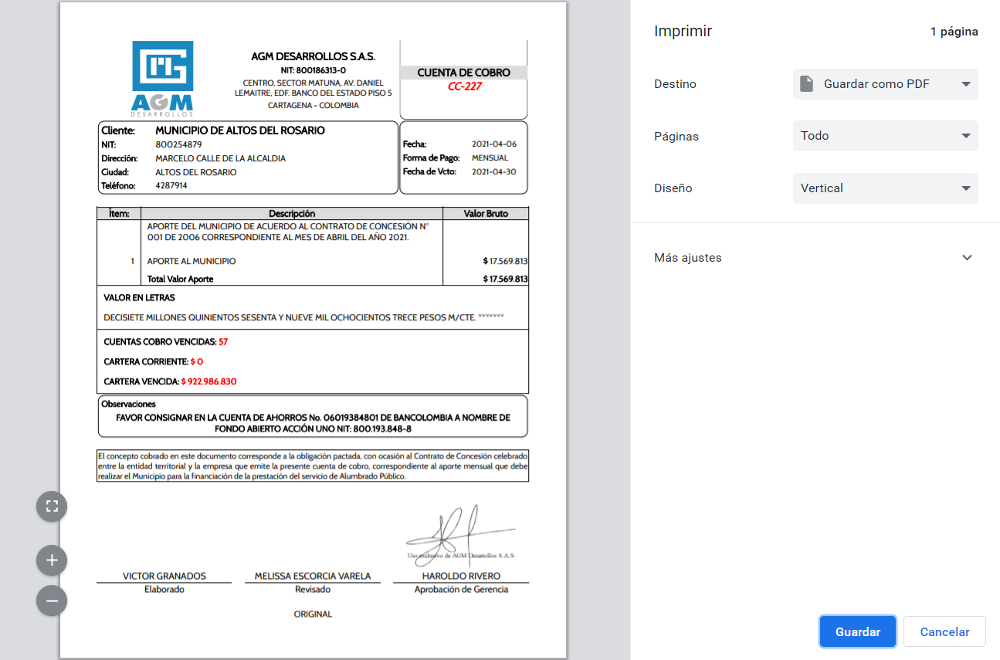 AGM
DESARROLLOS
AGM DESARROLLOS S.A.S.
NIT: 800186313-0
CENTRO, SECTOR MATUNA, AV. DANIEL
LEMAITRE, EDF. BANCO DEL ESTADO PISO 5
CARTAGENA - COLOMBIA
CUENTA DE COBRO
CC-227
Cliente: MUNICIPIO DE ALTOS DEL ROSARIO
NIT: 800254879
Dirección: MARCELO CALLE DE LA ALCALDIA
Ciudad: ALTOS DEL ROSARIO
Teléfono: 4287914
Fecha: 2021-04-06
Forma de Pago: MENSUAL
Fecha de Vcto: 2021-04-30
Ítem: Descripción Valor Bruto
APORTE DEL MUNICIPIO DE ACUERDO AL CONTRATO DE CONCESIÓN N°
001 DE 2006 CORRESPONDIENTE AL MES DE ABRIL DEL AÑO 2021.
1 APORTE AL MUNICIPIO $ 17.569.813
Total Valor Aporte $ 17.569.813
VALOR EN LETRAS
DECISIETE MILLONES QUINIENTOS SESENTA Y NUEVE MIL OCHOCIENTOS TRECE PESOS M/CTE. *******
CUENTAS COBRO VENCIDAS: 57
CARTERA CORRIENTE: $ 0
CARTERA VENCIDA: $ 922.986.830
Observaciones
FAVOR CONSIGNAR EN LA CUENTA DE AHORROS No. 06019384801 DE BANCOLOMBIA A NOMBRE DE
FONDO ABIERTO ACCIÓN UNO NIT: 800.193.848-8
El concepto cobrado en este documento corresponde a la obligación pactada, con ocasión al Contrato de Concesión celebrado
entre la entidad territorial y la empresa que emite la presente cuenta de cobro, correspondiente al aporte mensual que debe
realizar el Municipio para la financiación de la prestación del servicio de Alumbrado Público.
Uso exclusivo de AGM Desarrollos S.A.S.
VICTOR GRANADOS MELISSA ESCORCIA VARELA HAROLDO RIVERO
Elaborado Revisado Aprobación de Gerencia
ORIGINAL
Imprimir 1 página
Destino Guardar como PDF
Páginas Todo
Diseño Vertical
Más ajustes
Guardar Cancelar